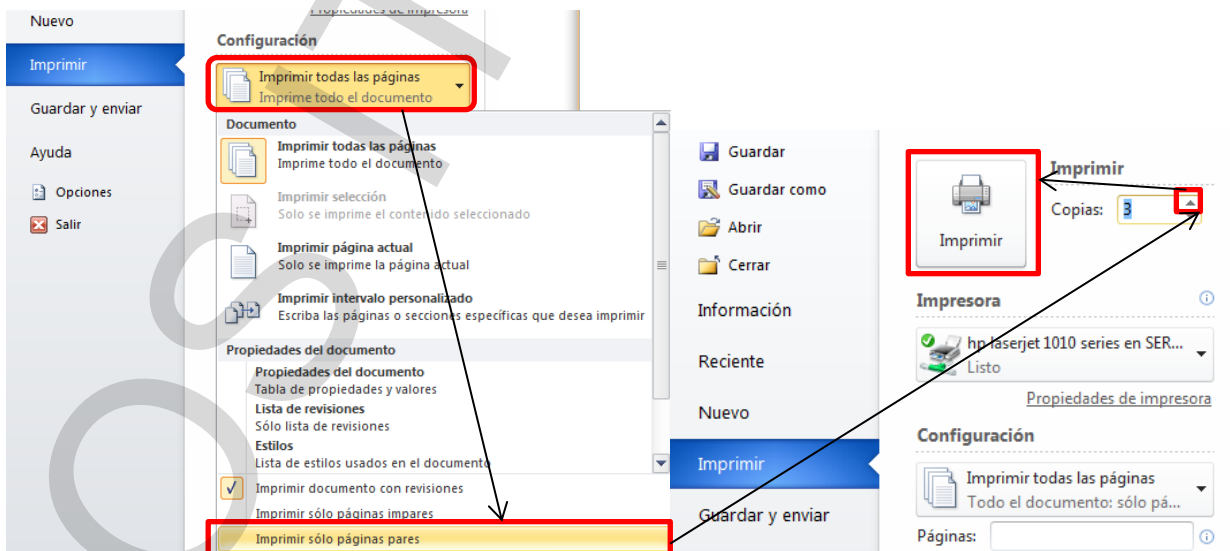 Nuevo
Imprimir
Guardar y enviar
Ayuda
Opciones
Salir
Propiedades de impresora
Configuración
Imprimir todas las páginas
Imprime todo el documento
Documento
Imprimir todas las páginas
Imprime todo el documento
Imprimir selección
Solo se imprime el contenido seleccionado
Imprimir página actual
Solo se imprime la página actual
Imprimir intervalo personalizado
Escriba las páginas o secciones específicas que desea imprimir
Propiedades del documento
Propiedades del documento
Tabla de propiedades y valores
Lista de revisiones
Sólo lista de revisiones
Estilos
Lista de estilos usados en el documento
Imprimir documento con revisiones
Imprimir sólo páginas impares
Imprimir sólo páginas pares
Guardar
Guardar como
Abrir
Cerrar
Información
Reciente
Nuevo
Imprimir
Guardar y enviar
Imprimir
Imprimir
Copias: 3
Impresora
hp laserjet 1010 series en SER...
Listo
Propiedades de impresora
Configuración
Imprimir todas las páginas
Todo el documento: sólo pá...
Páginas: